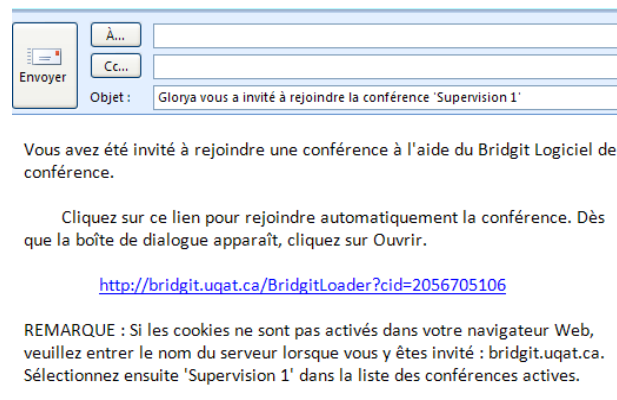 À...
Envoyer
Cc...
Objet : Glorya vous a invité à rejoindre la conférence 'Supervision 1'
Vous avez été invité à rejoindre une conférence à l'aide du Bridgit Logiciel de
conférence.
Cliquez sur ce lien pour rejoindre automatiquement la conférence. Dès
que la boîte de dialogue apparaît, cliquez sur Ouvrir.
http://bridgit.uqat.ca/BridgitLoader?cid=2056705106
REMARQUE : Si les cookies ne sont pas activés dans votre navigateur Web,
veuillez entrer le nom du serveur lorsque vous y êtes invité : bridgit.uqat.ca.
Sélectionnez ensuite 'Supervision 1' dans la liste des conférences actives.